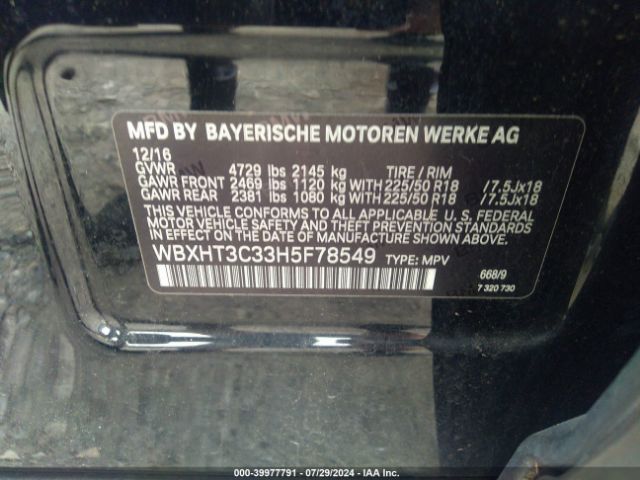 MFD BY BAYERISCHE MOTOREN WERKE AG
12/16
GVWR 4729 lbs 2145 kg TIRE / RIM
GAWR FRONT 2469 lbs 1120 kg WITH 225/50 R18 /7.5Jx18
GAWR REAR 2381 lbs 1080 kg WITH 225/50 R18 /7.5Jx18
THIS VEHICLE CONFORMS TO ALL APPLICABLE U. S. FEDERAL
MOTOR VEHICLE SAFETY AND THEFT PREVENTION STANDARDS
IN EFFECT ON THE DATE OF MANUFACTURE SHOWN ABOVE.
WBXHT3C33H5F78549 TYPE: MPV
668/9
7 320 730
000-39977791 / 07/29/2024 - IAA Inc.